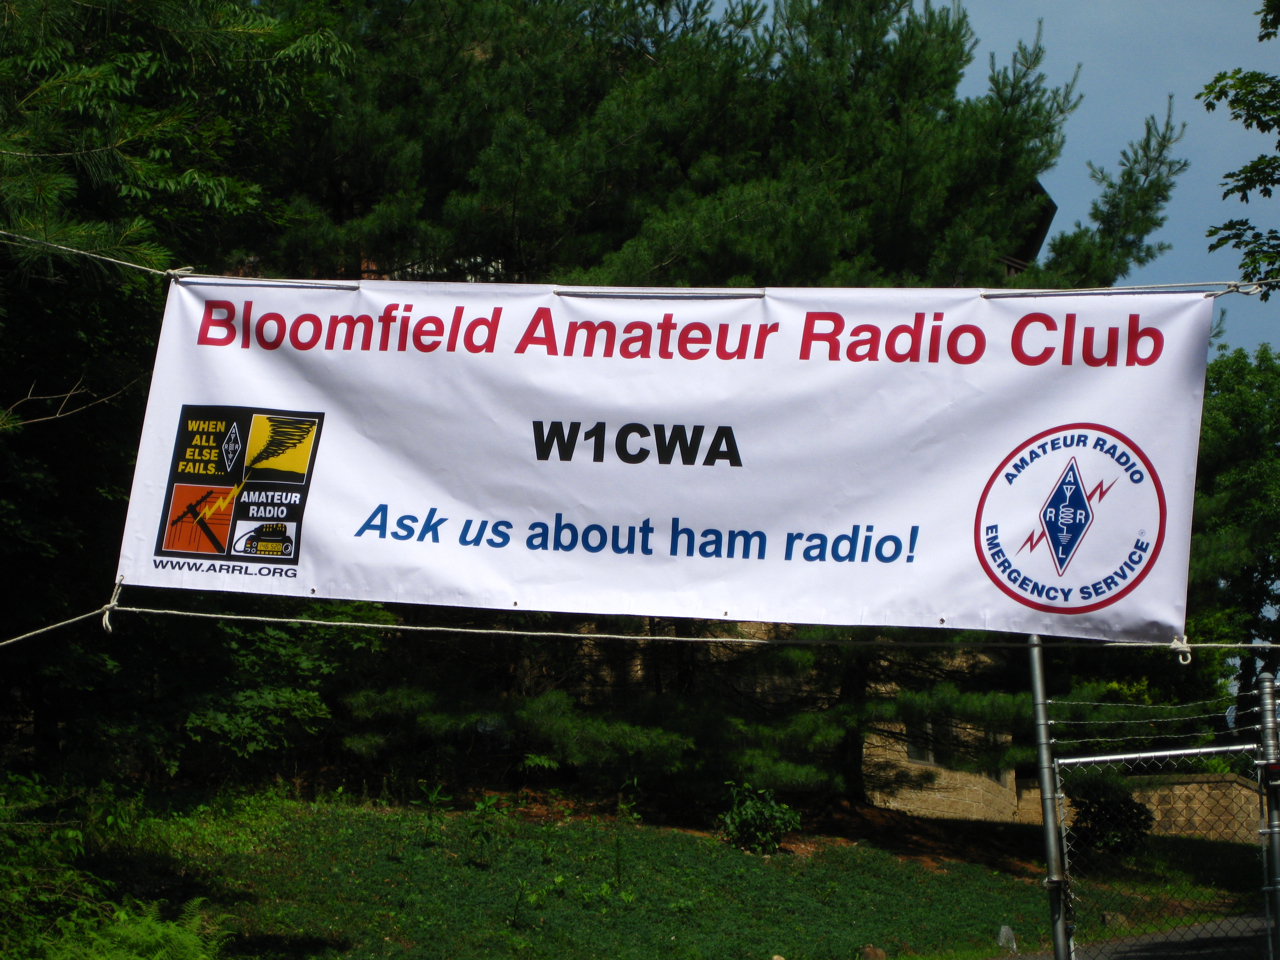 Bloomfield Amateur Radio Club
W1CWA
Ask us about ham radio!
WHEN
ALL
ELSE
FAILS...
AMATEUR
RADIO
WWW.ARRL.ORG
AMATEUR RADIO
A
R R
L
EMERGENCY SERVICE®